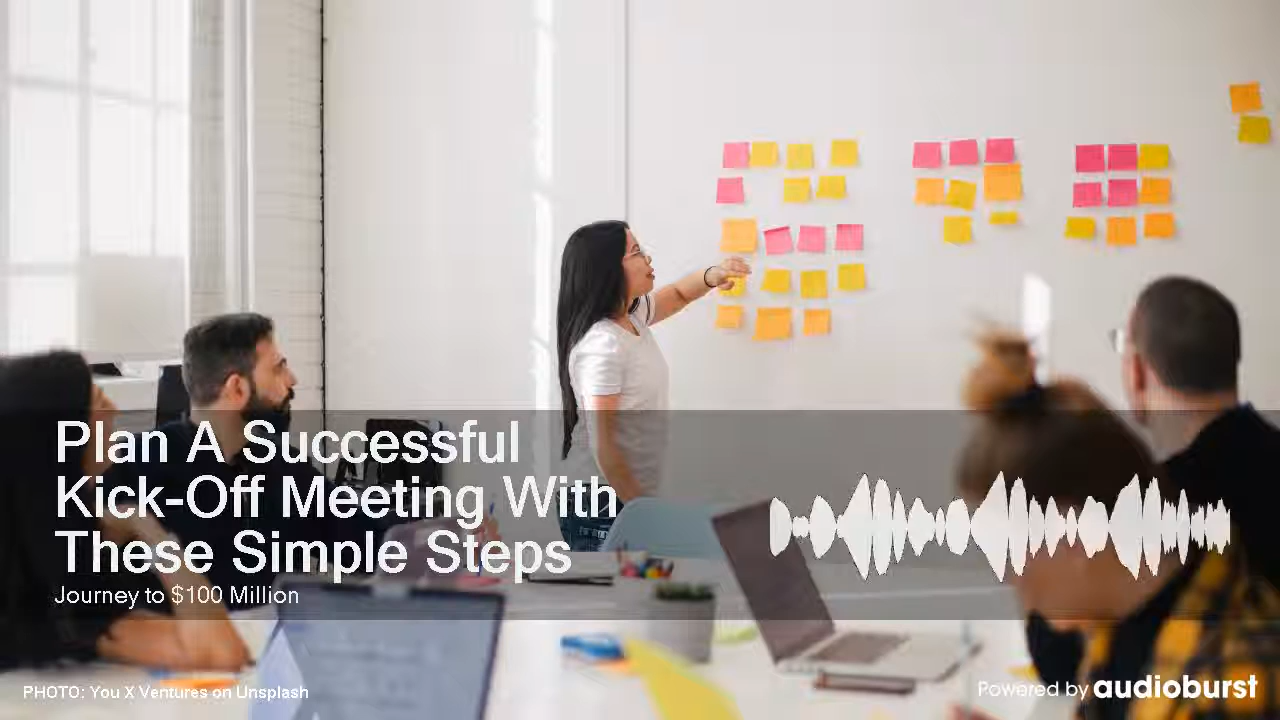 Plan A Successful
Kick-Off Meeting With
These Simple Steps
Journey to $100 Million
PHOTO: You X Ventures on Unsplash
Powered by audioburst